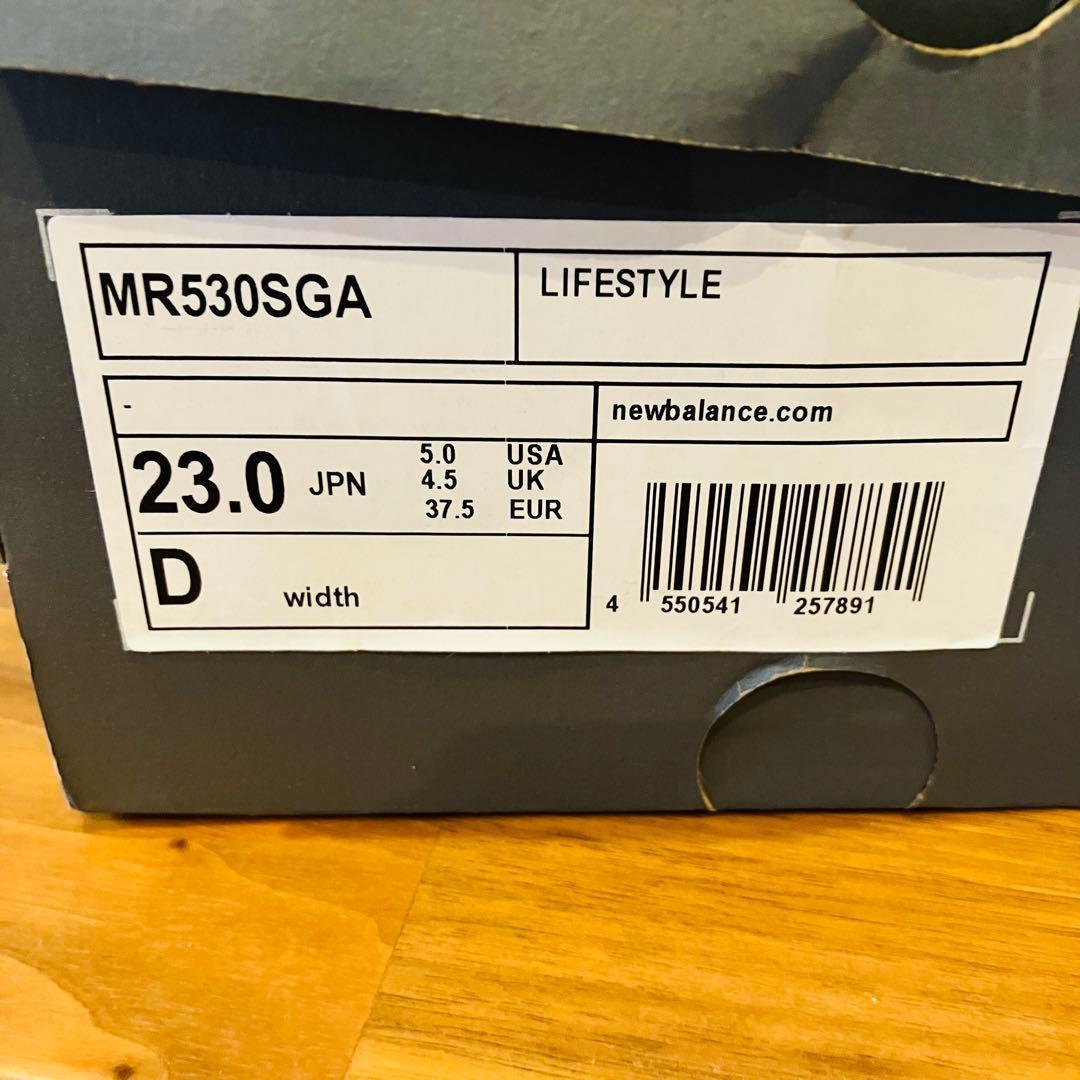 MR530SGA
LIFESTYLE
-
newbalance.com
23.0 JPN
5.0 USA
4.5 UK
37.5 EUR
D width
4 550541 257891